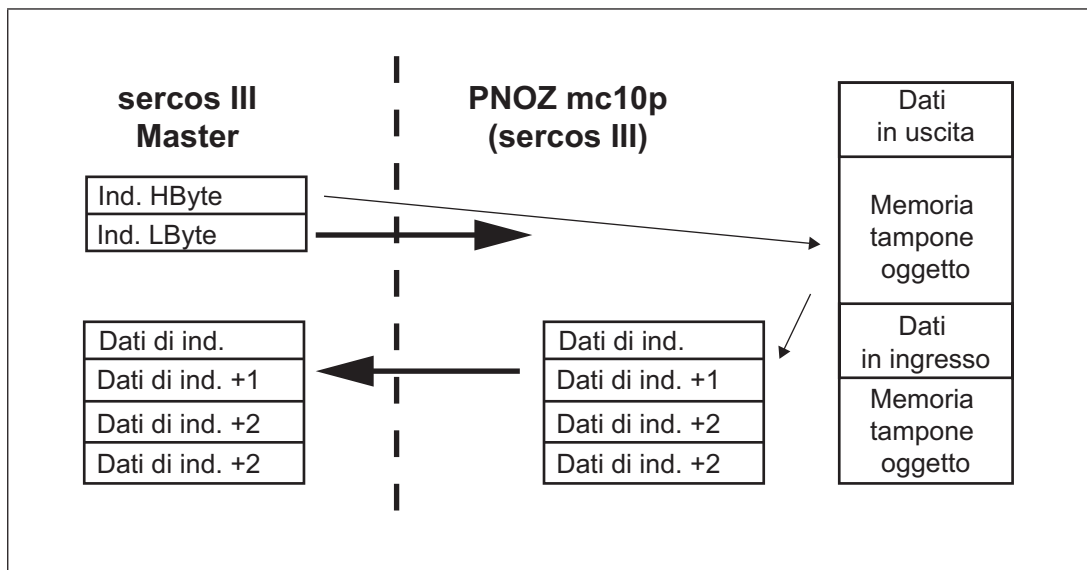 sercos III
Master
Ind. HByte
Ind. LByte
Dati di ind.
Dati di ind. +1
Dati di ind. +2
Dati di ind. +2
PNOZ mc10p
(sercos III)
Dati di ind.
Dati di ind. +1
Dati di ind. +2
Dati di ind. +2
Dati
in uscita
Memoria
tampone
oggetto
Dati
in ingresso
Memoria
tampone
oggetto